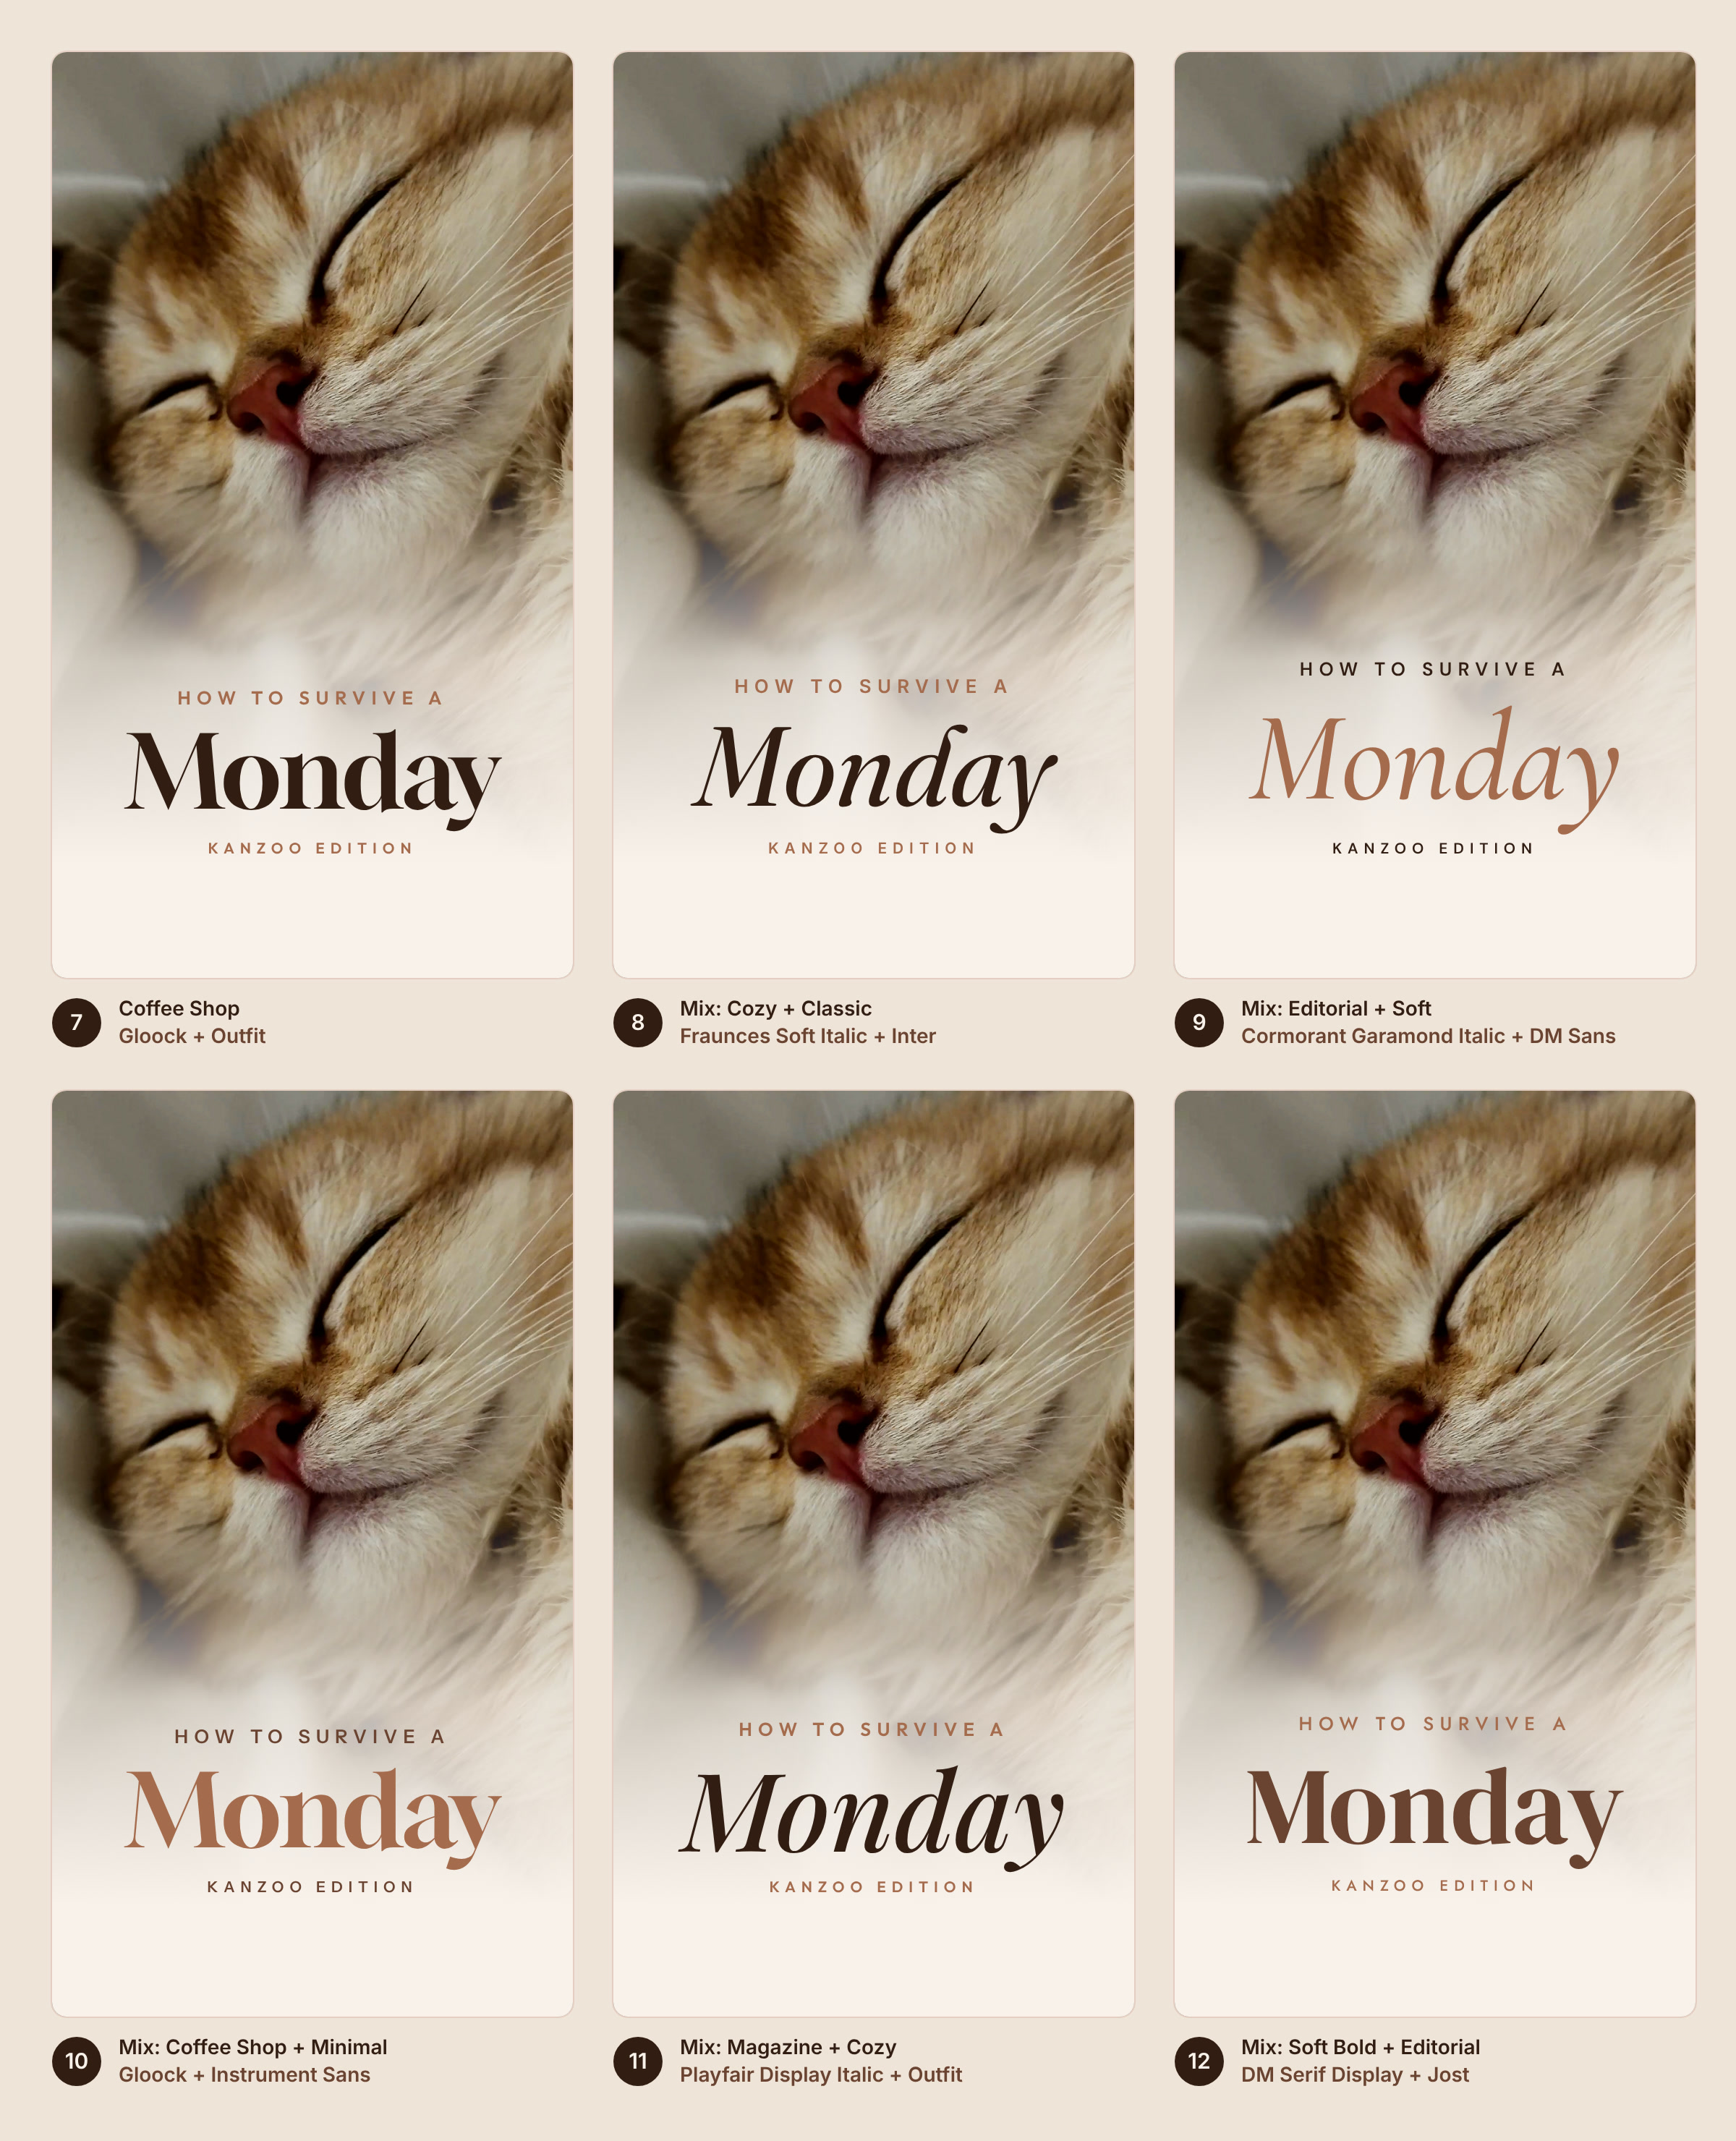 HOW TO SURVIVE A
Monday
KANZOO EDITION
7
Coffee Shop
Gloock + Outfit
HOW TO SURVIVE A
Monday
KANZOO EDITION
8
Mix: Cozy + Classic
Fraunces Soft Italic + Inter
HOW TO SURVIVE A
Monday
KANZOO EDITION
9
Mix: Editorial + Soft
Cormorant Garamond Italic + DM Sans
HOW TO SURVIVE A
Monday
KANZOO EDITION
10
Mix: Coffee Shop + Minimal
Gloock + Instrument Sans
HOW TO SURVIVE A
Monday
KANZOO EDITION
11
Mix: Magazine + Cozy
Playfair Display Italic + Outfit
HOW TO SURVIVE A
Monday
KANZOO EDITION
12
Mix: Soft Bold + Editorial
DM Serif Display + Jost